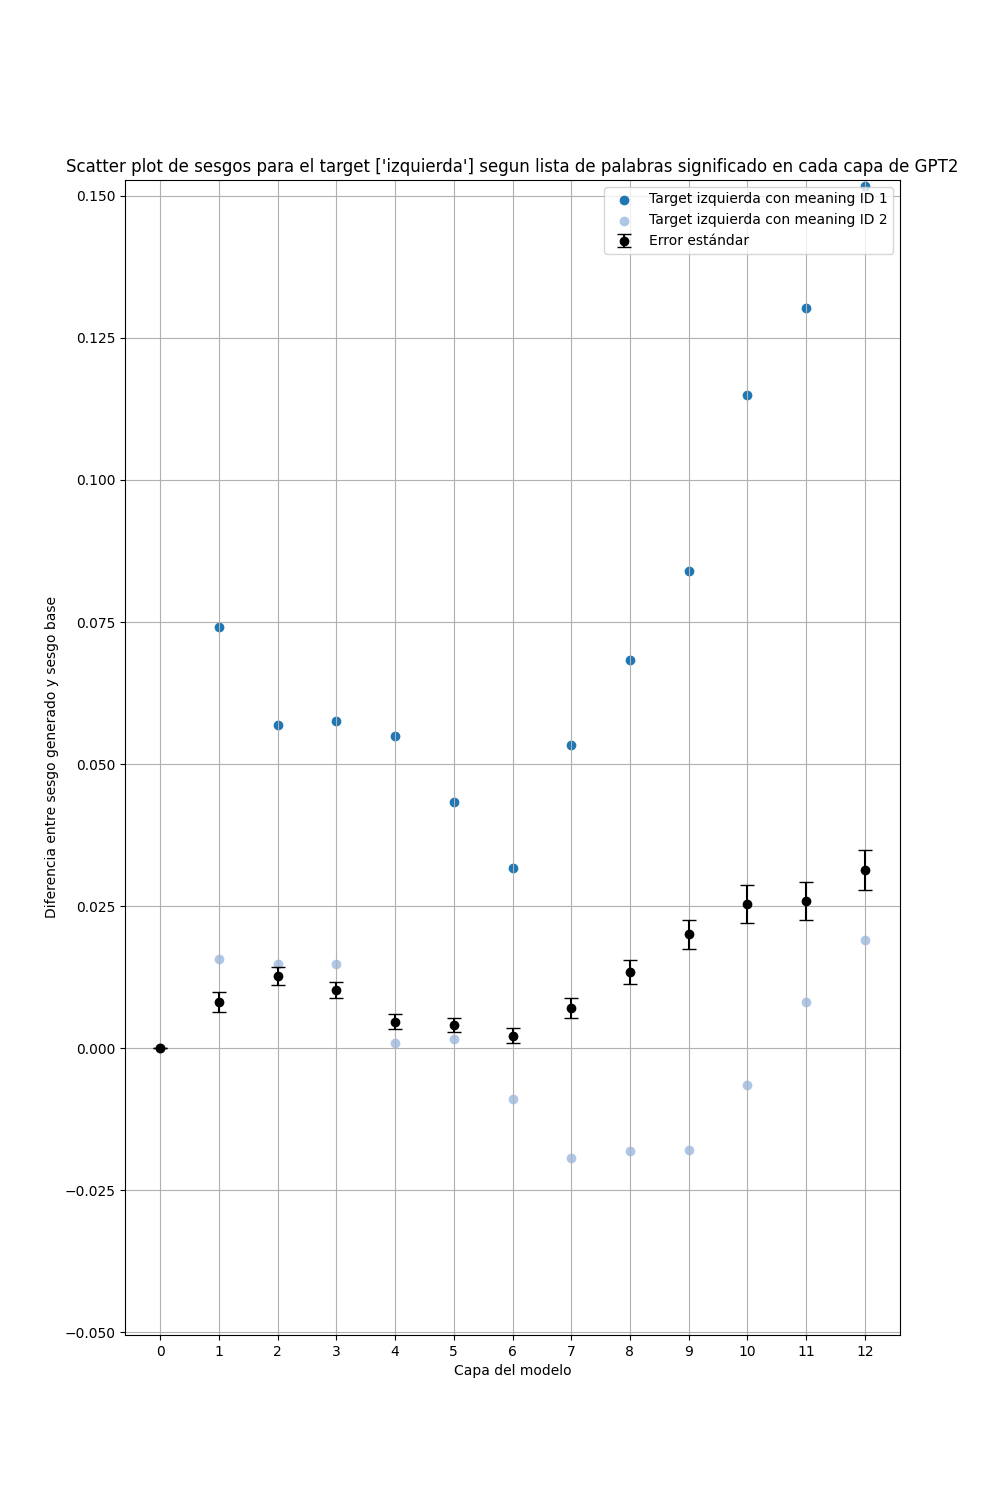 Scatter plot de sesgos para el target ['izquierda'] segun lista de palabras significado en cada capa de GPT2
Target izquierda con meaning ID 1
Target izquierda con meaning ID 2
Error estándar
0.150
0.125
0.100
0.075
0.050
0.025
0.000
−0.025
−0.050
Diferencia entre sesgo generado y sesgo base
0 1 2 3 4 5 6 7 8 9 10 11 12
Capa del modelo